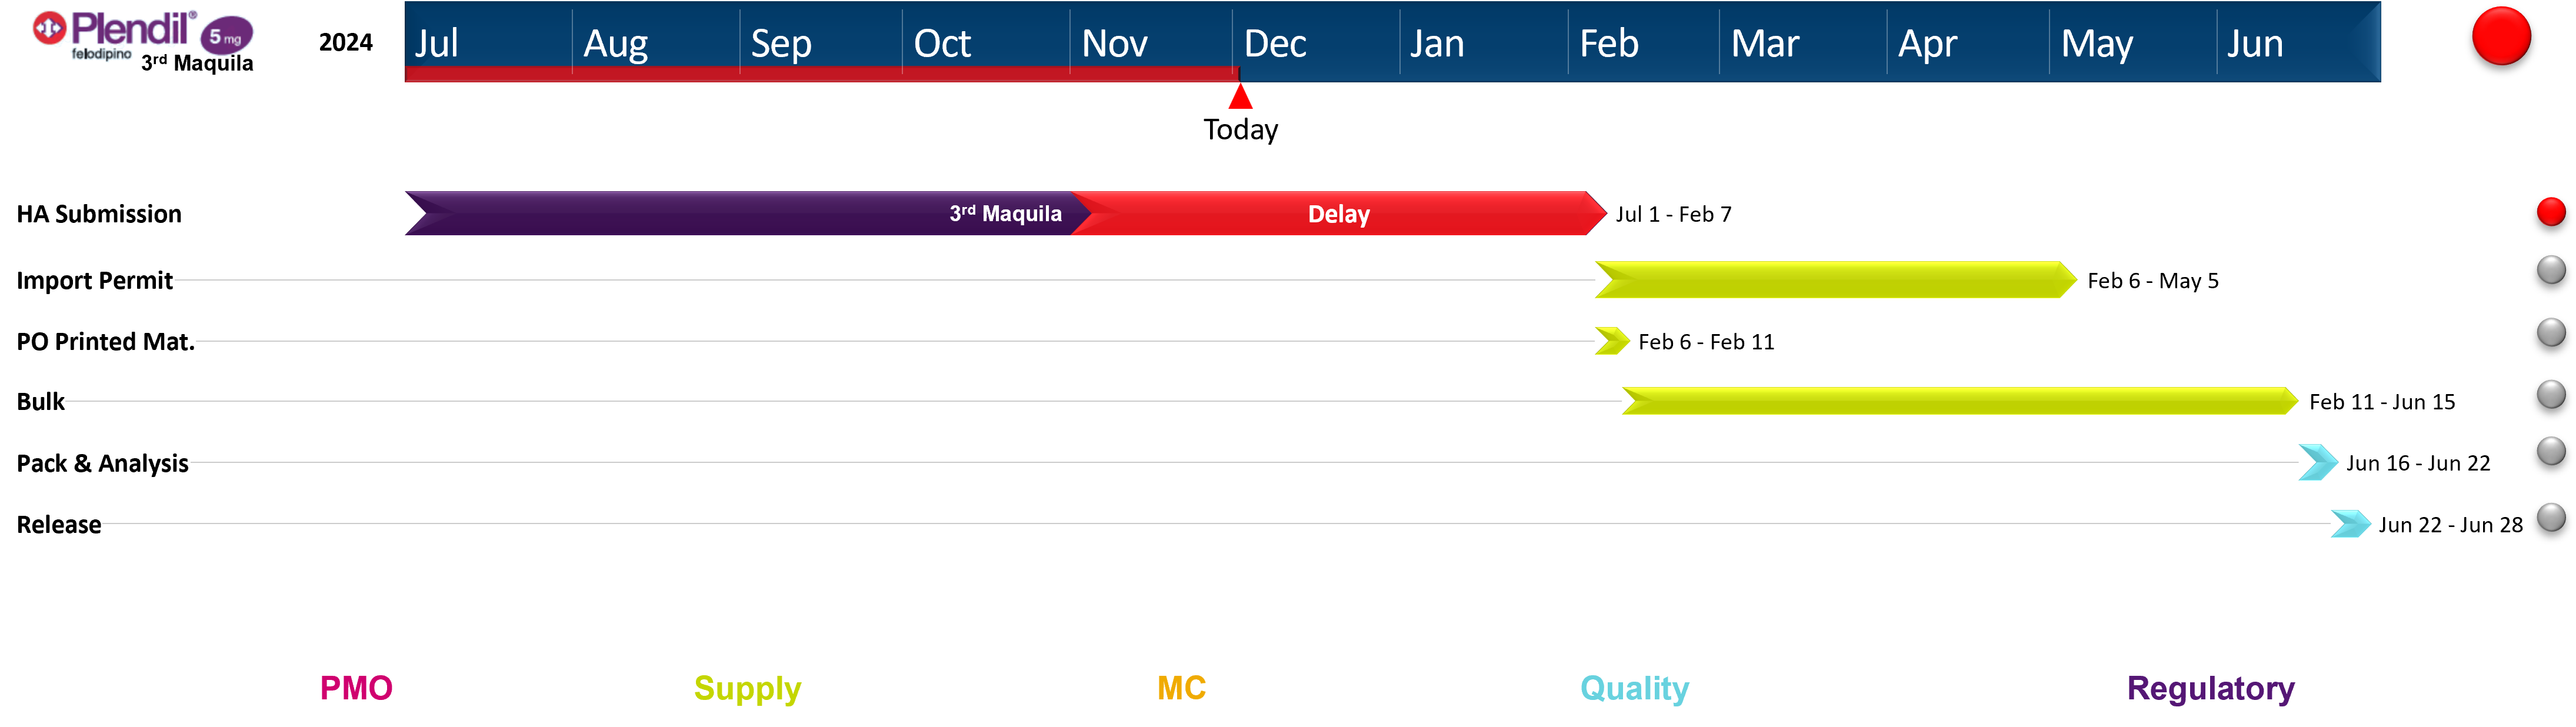 Plendil® 5 mg
felodipino
3rd Maquila
2024
Jul Aug Sep Oct Nov Dec Jan Feb Mar Apr May Jun
Today
HA Submission 3rd Maquila Delay Jul 1 - Feb 7
Import Permit Feb 6 - May 5
PO Printed Mat. Feb 6 - Feb 11
Bulk Feb 11 - Jun 15
Pack & Analysis Jun 16 - Jun 22
Release Jun 22 - Jun 28
PMO Supply MC Quality Regulatory